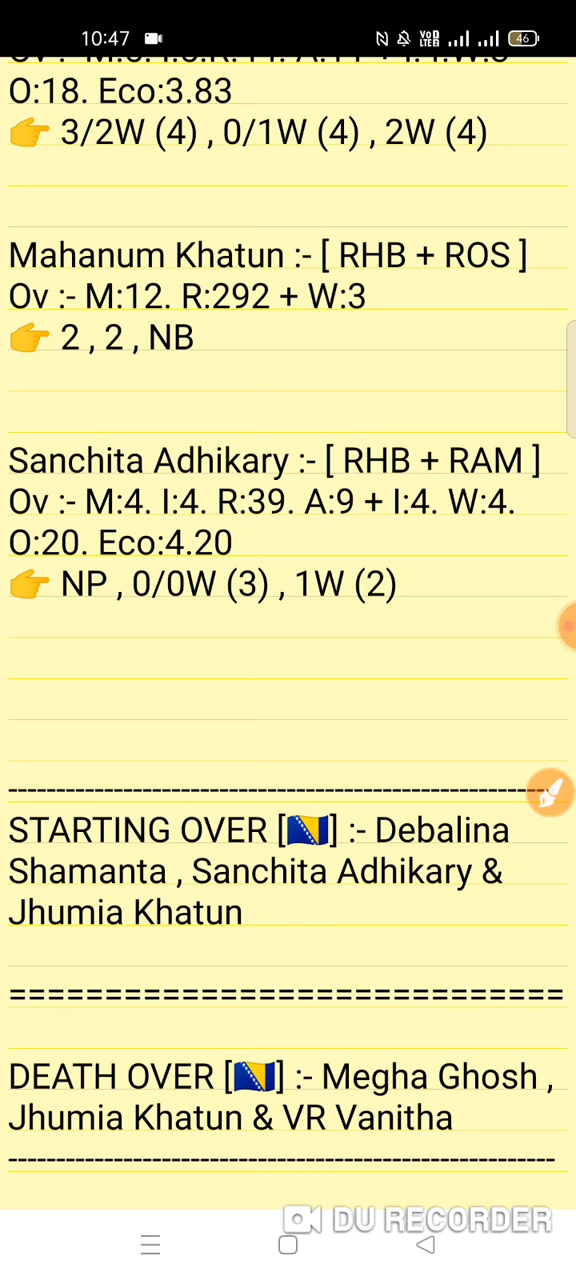 10:47
VoD LTE 46
O:18. Eco:3.83
👉 3/2W (4) , 0/1W (4) , 2W (4)
Mahanum Khatun :- [ RHB + ROS ]
Ov :- M:12. R:292 + W:3
👉 2 , 2 , NB
Sanchita Adhikary :- [ RHB + RAM ]
Ov :- M:4. I:4. R:39. A:9 + I:4. W:4.
O:20. Eco:4.20
👉 NP , 0/0W (3) , 1W (2)
--------------------------------------------------------
STARTING OVER [🇧🇦] :- Debalina
Shamanta , Sanchita Adhikary &
Jhumia Khatun
=============================
DEATH OVER [🇧🇦] :- Megha Ghosh ,
Jhumia Khatun & VR Vanitha
--------------------------------------------------------
DU RECORDER